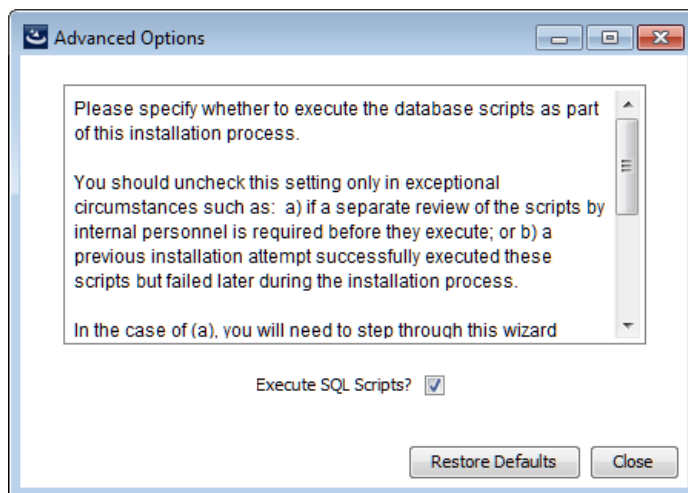 Advanced Options
Please specify whether to execute the database scripts as part
of this installation process.
You should uncheck this setting only in exceptional
circumstances such as:  a) if a separate review of the scripts by
internal personnel is required before they execute; or b) a
previous installation attempt successfully executed these
scripts but failed later during the installation process.
In the case of (a), you will need to step through this wizard
Execute SQL Scripts?
Restore Defaults
Close